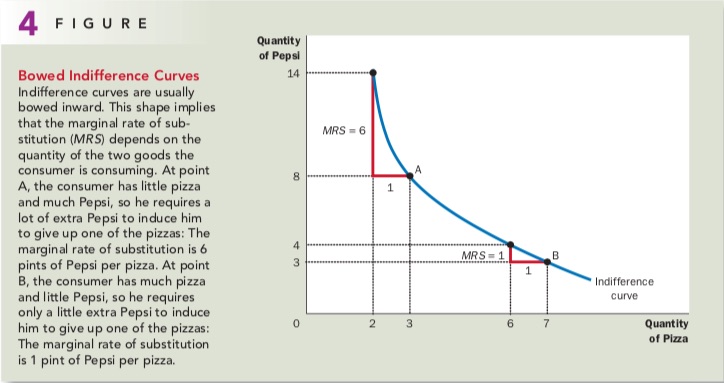 4 FIGURE
Bowed Indifference Curves
Indifference curves are usually
bowed inward. This shape implies
that the marginal rate of sub-
stitution (MRS) depends on the
quantity of the two goods the
consumer is consuming. At point
A, the consumer has little pizza
and much Pepsi, so he requires a
lot of extra Pepsi to induce him
to give up one of the pizzas: The
marginal rate of substitution is 6
pints of Pepsi per pizza. At point
B, the consumer has much pizza
and little Pepsi, so he requires
only a little extra Pepsi to induce
him to give up one of the pizzas:
The marginal rate of substitution
is 1 pint of Pepsi per pizza.
Quantity
of Pepsi
14
MRS = 6
8
A
1
4
3
MRS = 1
B
1
Indifference
curve
0
2
3
6
7
Quantity
of Pizza